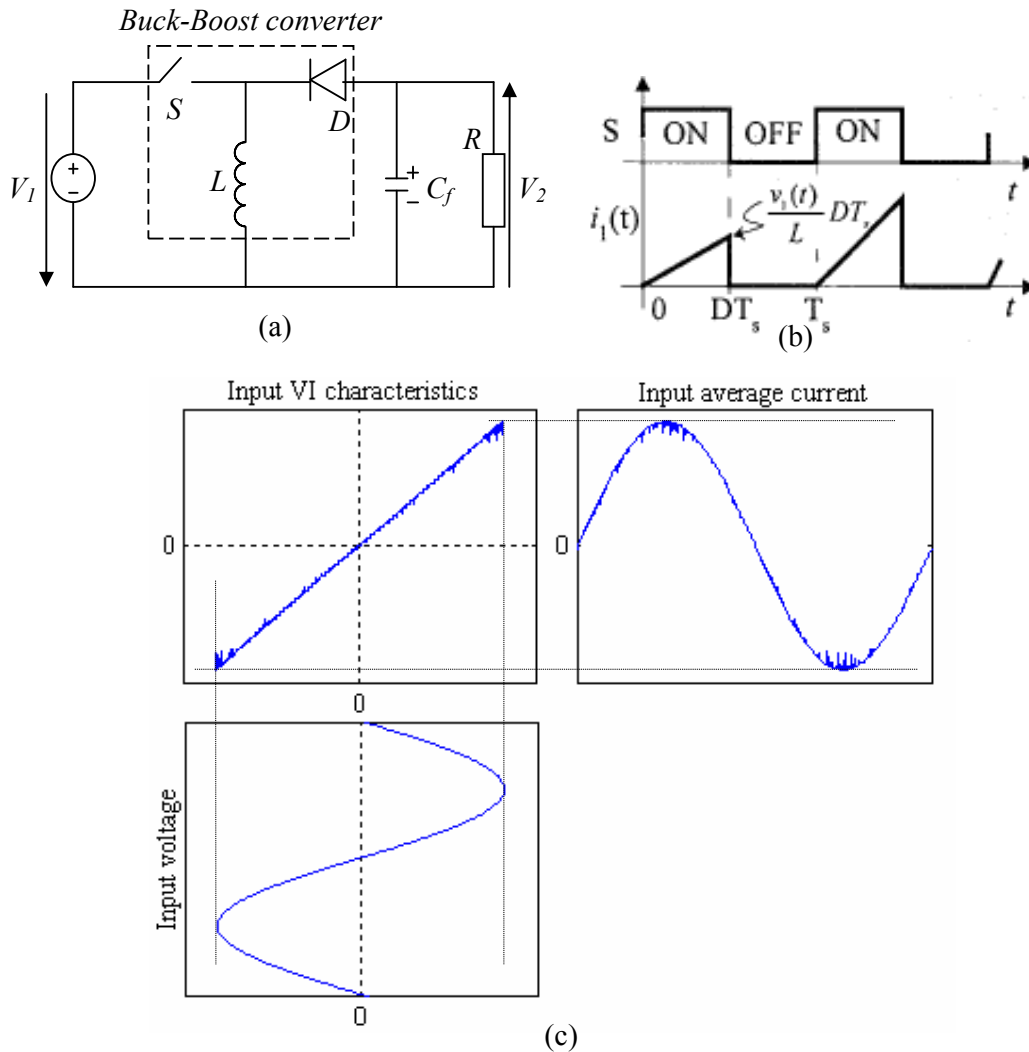 Buck-Boost converter
S
D
L
R
V1
+
−
+
−
Cf
V2
(a)
S
ON
OFF
ON
t
i1(t)
v1(t)
L
DTs
0
DTs
Ts
t
(b)
Input VI characteristics
Input average current
0
0
0
Input voltage
0
(c)